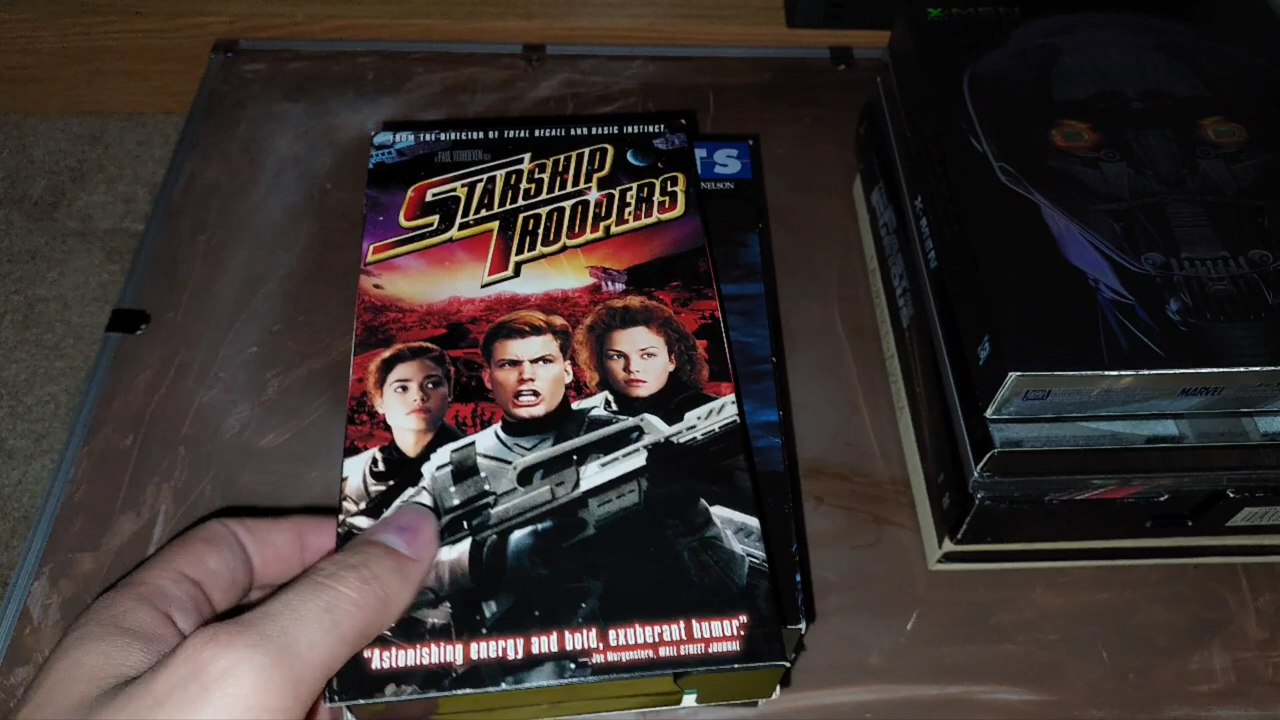 FROM THE DIRECTOR OF TOTAL RECALL AND BASIC INSTINCT
A PAUL VERHOEVEN FILM
STARSHIP
TROOPERS
"Astonishing energy and bold, exuberant humor."
—Joe Morgenstern, WALL STREET JOURNAL
TS
NELSON
X-MEN
X-MEN
MARVEL